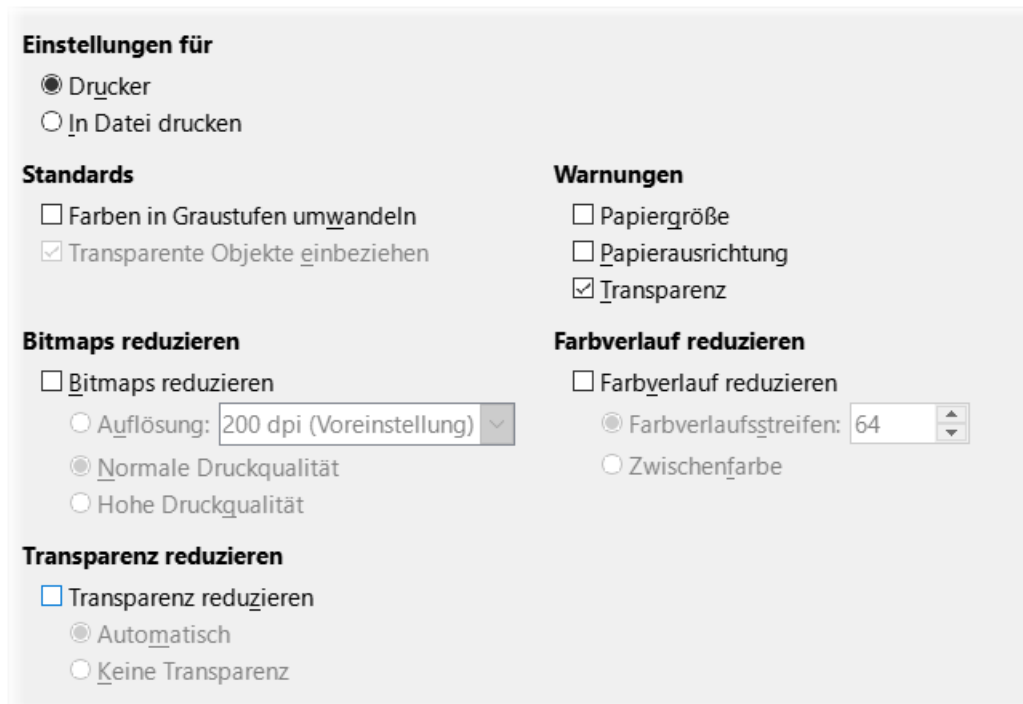 Einstellungen für
Drucker
In Datei drucken
Standards
Farben in Graustufen umwandeln
Transparente Objekte einbeziehen
Warnungen
Papiergröße
Papierausrichtung
Transparenz
Bitmaps reduzieren
Bitmaps reduzieren
Auflösung: 200 dpi (Voreinstellung)
Normale Druckqualität
Hohe Druckqualität
Farbverlauf reduzieren
Farbverlauf reduzieren
Farbverlaufsstreifen: 64
Zwischenfarbe
Transparenz reduzieren
Transparenz reduzieren
Automatisch
Keine Transparenz